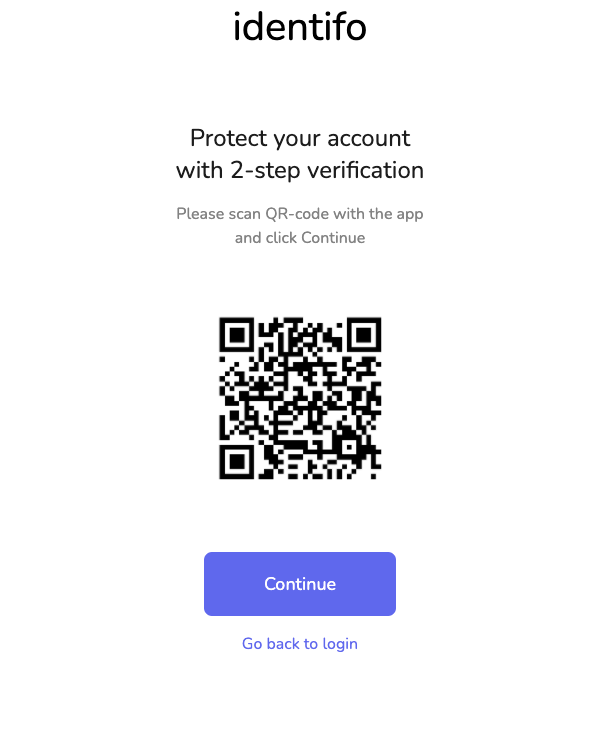 identifo
Protect your account
with 2-step verification
Please scan QR-code with the app
and click Continue
Continue
Go back to login